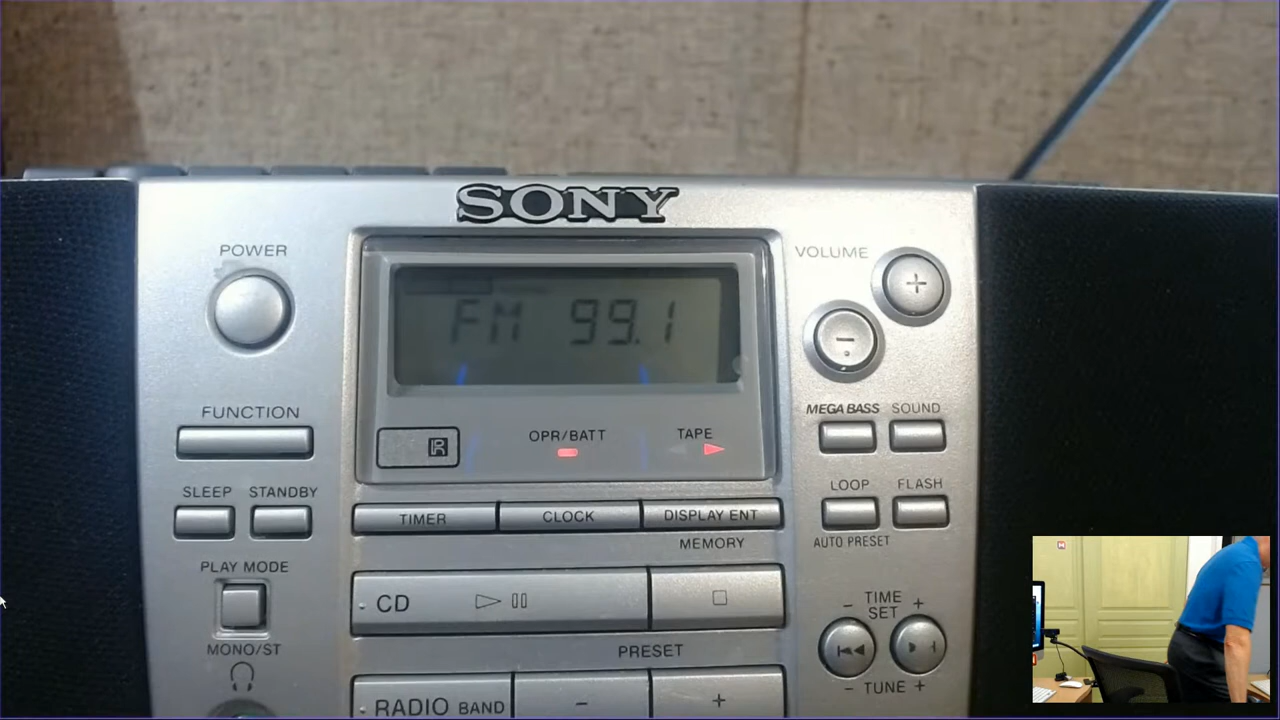 SONY
POWER
VOLUME
FM 99.1
FUNCTION
MEGA BASS SOUND
OPR/BATT
TAPE
R
SLEEP STANDBY
LOOP FLASH
TIMER
CLOCK
DISPLAY ENT
MEMORY
AUTO PRESET
PLAY MODE
CD
TIME
SET
MONO/ST
PRESET
TUNE
RADIO BAND